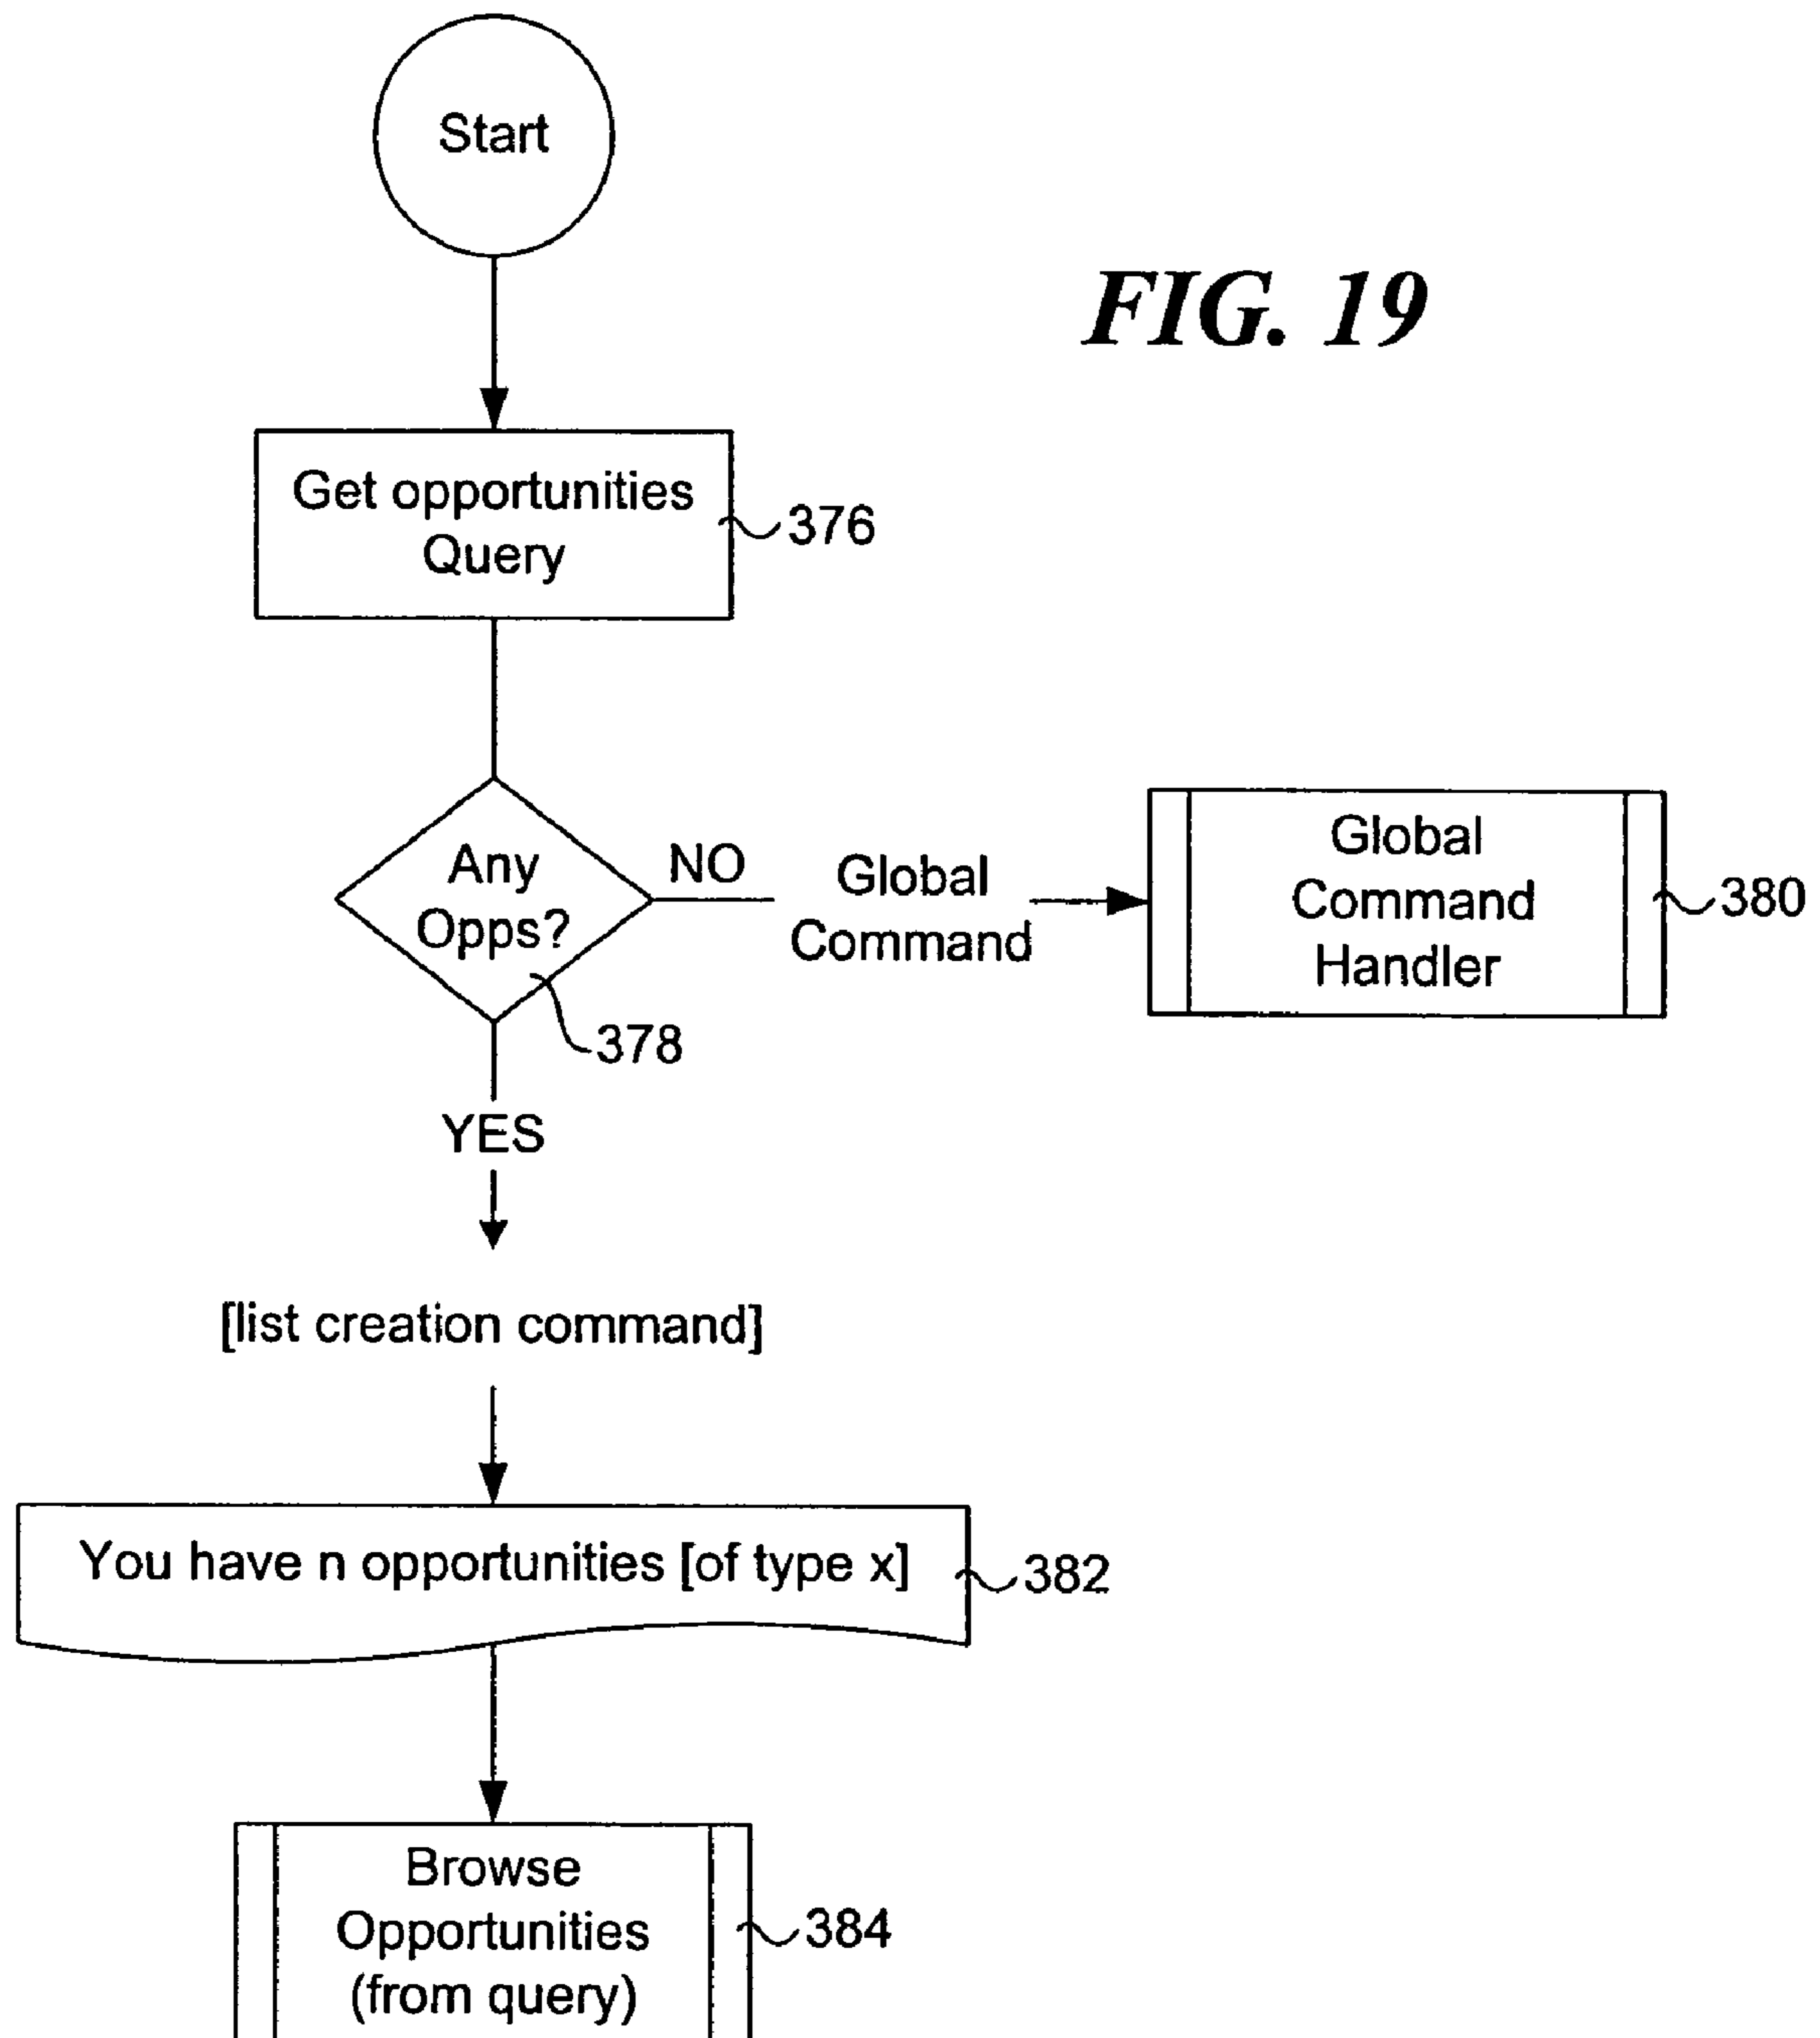 Start
FIG. 19
Get opportunities
Query
376
Any
Opps?
NO
Global
Command
Global
Command
Handler
380
378
YES
[list creation command]
You have n opportunities [of type x]
382
Browse
Opportunities
(from query)
384